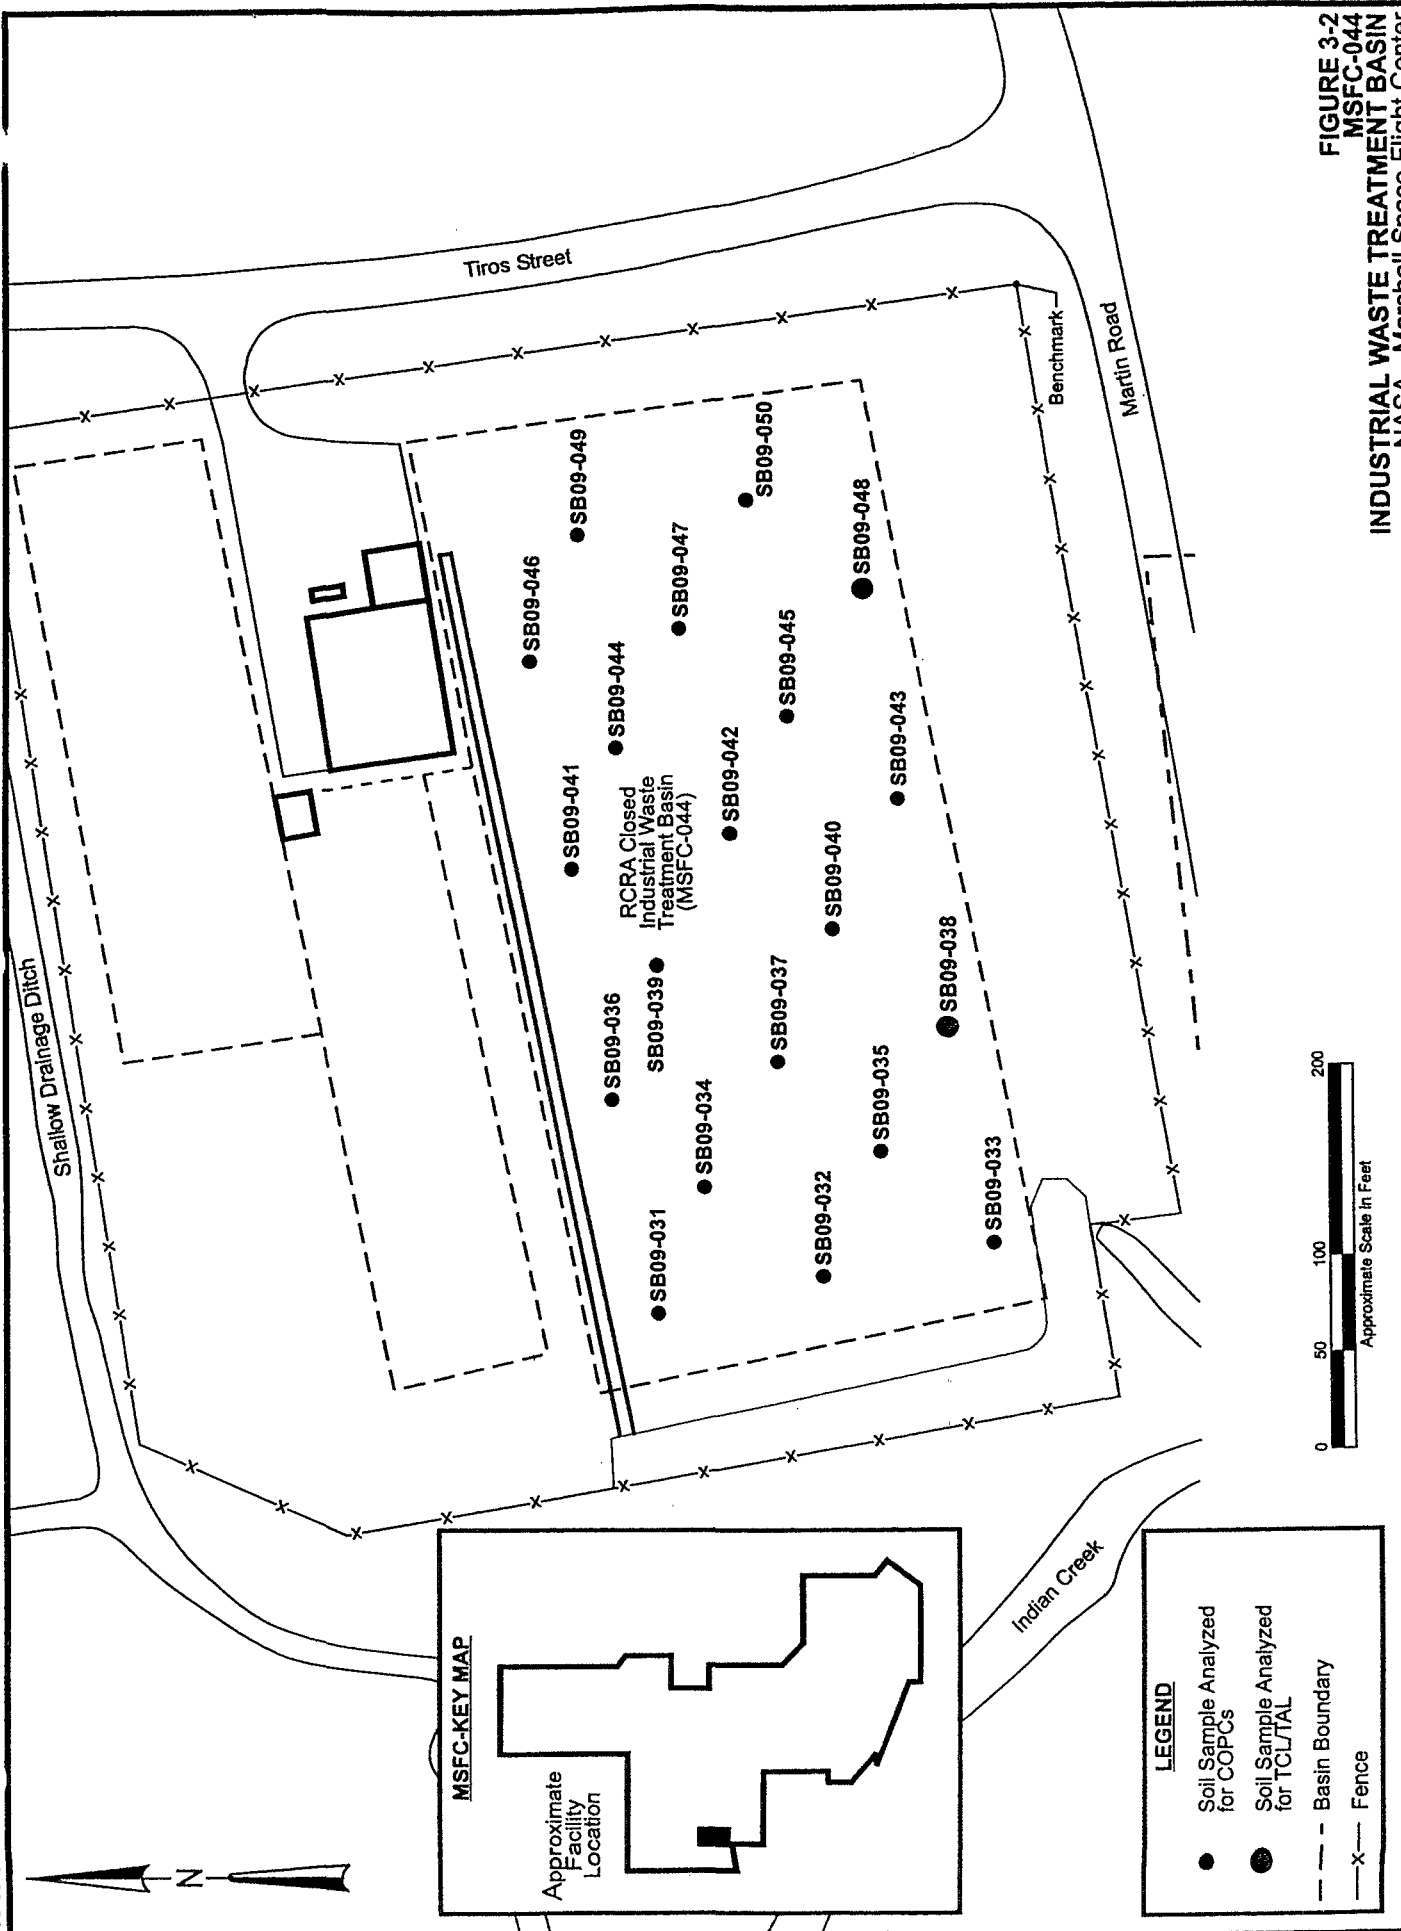 Shallow Drainage Ditch
Tiros Street
Martin Road
Benchmark
SB09-046
SB09-049
SB09-050
SB09-047
SB09-048
SB09-044
SB09-045
SB09-041
SB09-042
SB09-043
RCRA Closed
Industrial Waste
Treatment Basin
(MSFC-044)
SB09-036
SB09-039
SB09-040
SB09-037
SB09-038
SB09-034
SB09-035
SB09-031
SB09-032
SB09-033
Indian Creek
N
MSFC-KEY MAP
Approximate
Facility
Location
LEGEND
Soil Sample Analyzed
for COPCs
Soil Sample Analyzed
for TCL/TAL
Basin Boundary
x Fence
0 50 100 200
Approximate Scale In Feet
FIGURE 3-2
MSFC-044
INDUSTRIAL WASTE TREATMENT BASIN
NASA - Marshall Space Flight Center